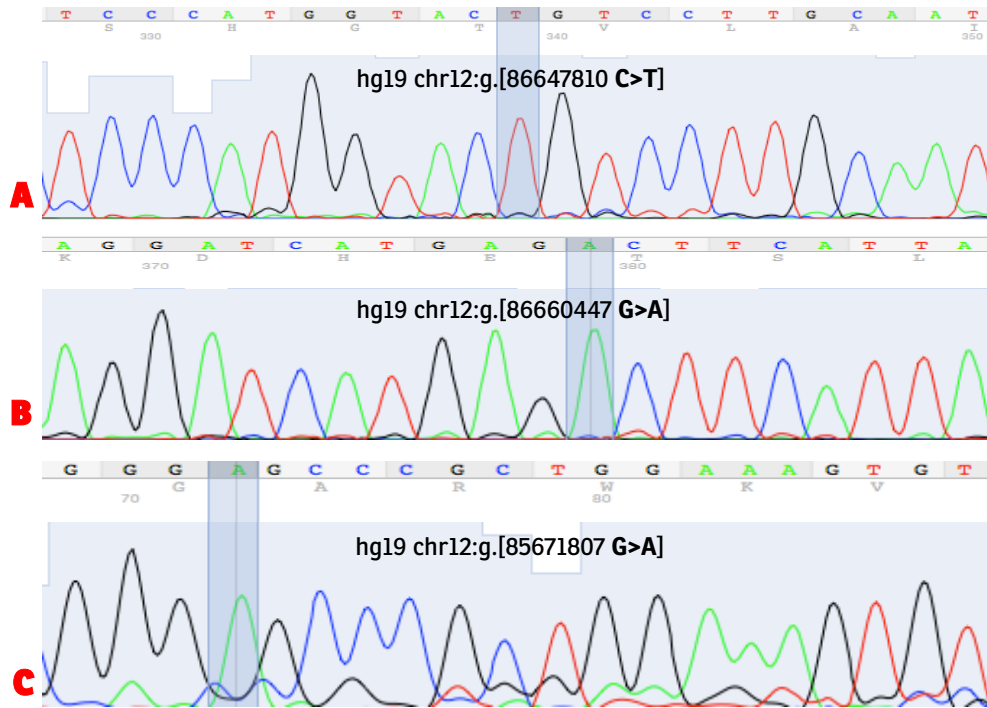 T C C C A T G G T A C T G T C C T T G C A A T
S H G T V L A I
330 340 350
hg19 chr12:g.[86647810 C>T]
A
A G G A T C A T G A G A C T T C A T T A
K D H E T S L
370 380
hg19 chr12:g.[86660447 G>A]
B
G G G A G C C C G C T G G A A A G T G T
G A R W K V
70 80
hg19 chr12:g.[85671807 G>A]
C